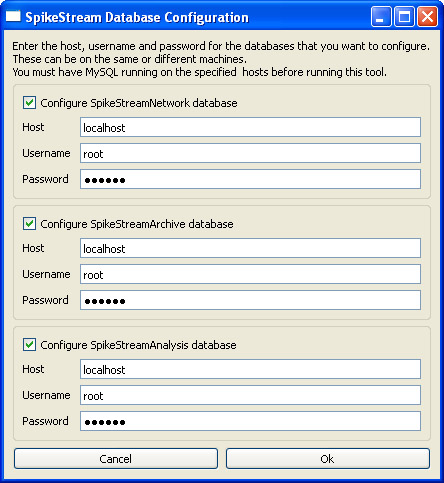 SpikeStream Database Configuration
Enter the host, username and password for the databases that you want to configure.
These can be on the same or different machines.
You must have MySQL running on the specified hosts before running this tool.
Configure SpikeStreamNetwork database
Host localhost
Username root
Password ●●●●●●
Configure SpikeStreamArchive database
Host localhost
Username root
Password ●●●●●●
Configure SpikeStreamAnalysis database
Host localhost
Username root
Password ●●●●●●
Cancel Ok